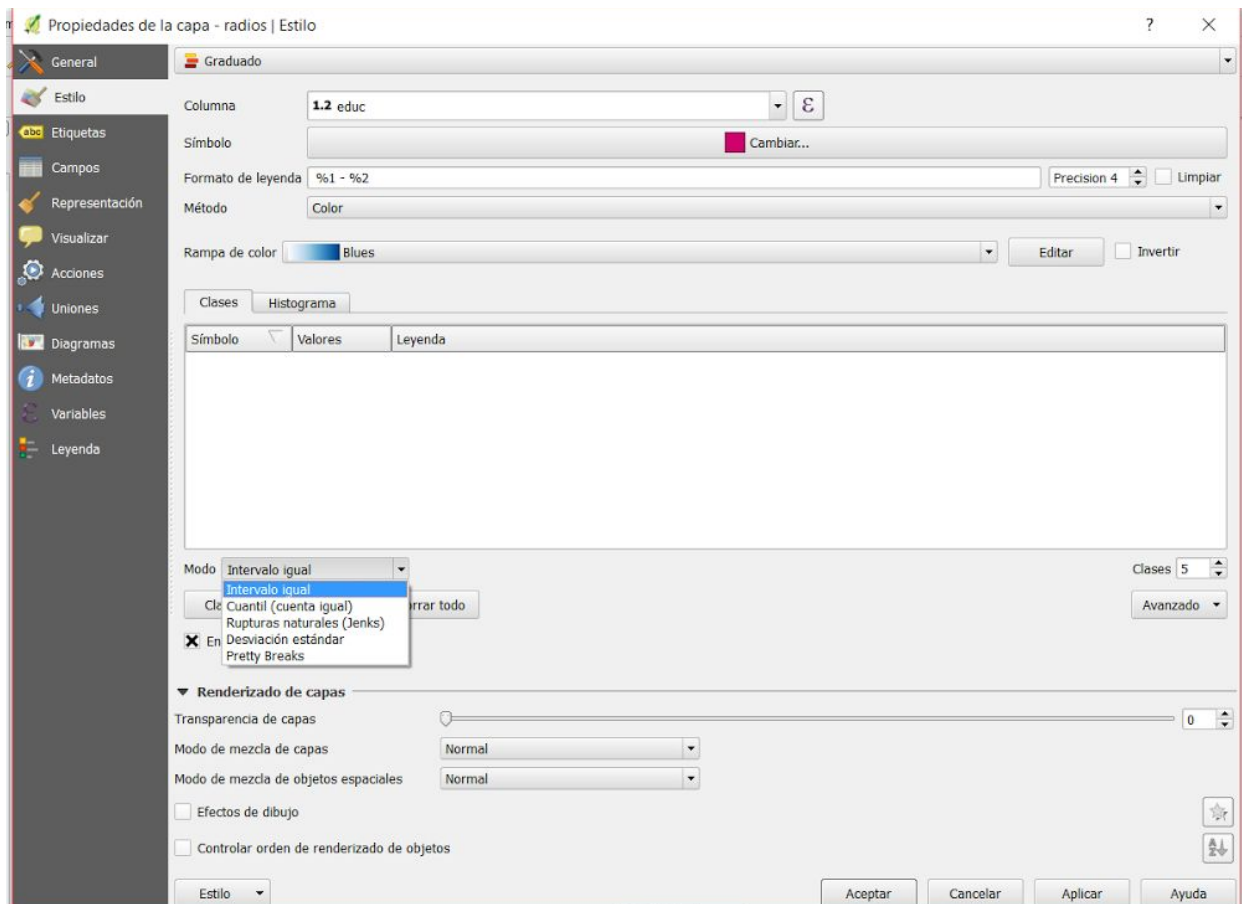 Propiedades de la capa - radios | Estilo
?
General
Graduado
Estilo
Columna
1.2 educ
ε
abc
Etiquetas
Símbolo
Cambiar...
Campos
Formato de leyenda
%1 - %2
Precision 4
Limpiar
Representación
Método
Color
Visualizar
Rampa de color
Blues
Editar
Invertir
Acciones
Clases
Histograma
Uniones
Símbolo
Valores
Leyenda
Diagramas
Metadatos
Variables
Leyenda
Modo
Intervalo igual
Clases 5
Intervalo igual
Cuantil (cuenta igual)
Rupturas naturales (Jenks)
Desviación estándar
Pretty Breaks
Cla
rrar todo
Avanzado
En
Renderizado de capas
Transparencia de capas
0
Modo de mezcla de capas
Normal
Modo de mezcla de objetos espaciales
Normal
Efectos de dibujo
Controlar orden de renderizado de objetos
Estilo
Aceptar
Cancelar
Aplicar
Ayuda